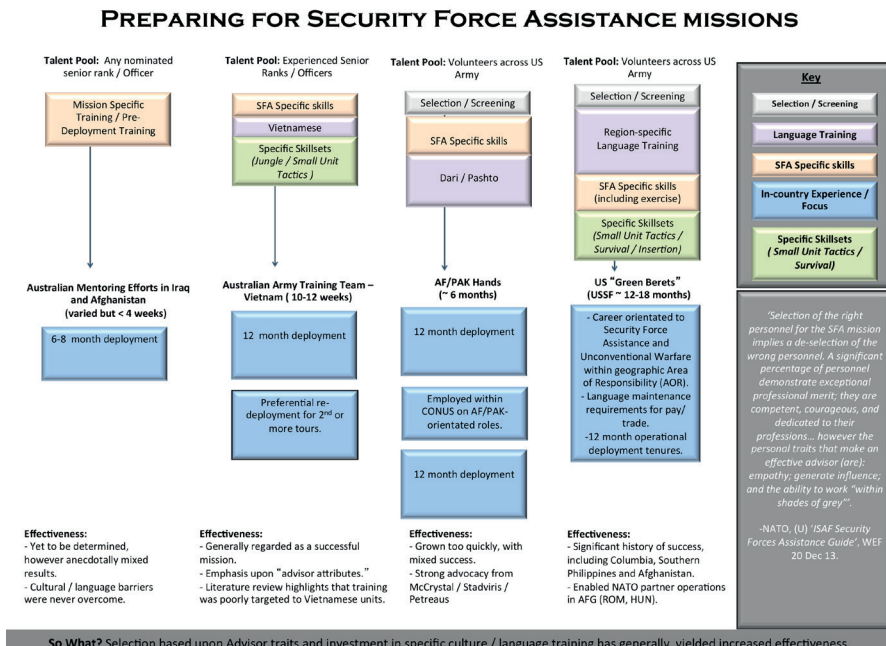 PREPARING FOR SECURITY FORCE ASSISTANCE MISSIONS
Talent Pool: Any nominated
senior rank / Officer
Mission Specific
Training / Pre-
Deployment Training
Australian Mentoring Efforts in Iraq
and Afghanistan
(varied but < 4 weeks)
6-8 month deployment
Effectiveness:
- Yet to be determined,
however anecdotally mixed
results.
- Cultural / language barriers
were never overcome.
Talent Pool: Experienced Senior
Ranks / Officers
SFA Specific skills
Vietnamese
Specific Skillsets
(Jungle / Small Unit
Tactics )
Australian Army Training Team –
Vietnam ( 10-12 weeks)
12 month deployment
Preferential re-
deployment for 2nd or
more tours.
Effectiveness:
- Generally regarded as a successful
mission.
- Emphasis upon “advisor attributes.”
- Literature review highlights that training
was poorly targeted to Vietnamese units.
Talent Pool: Volunteers across US
Army
Selection / Screening
SFA Specific skills
Dari / Pashto
AF/PAK Hands
(~ 6 months)
12 month deployment
Employed within
CONUS on AF/PAK-
orientated roles.
12 month deployment
Effectiveness:
- Grown too quickly, with
mixed success.
- Strong advocacy from
McCrystal / Stadviris /
Petreaus
Talent Pool: Volunteers across US
Army
Selection / Screening
Region-specific
Language Training
SFA Specific skills
(including exercise)
Specific Skillsets
(Small Unit Tactics /
Survival / Insertion)
US “Green Berets”
(USSF ~ 12-18 months)
- Career orientated to
Security Force
Assistance and
Unconventional Warfare
within geographic Area
of Responsibility (AOR).
- Language maintenance
requirements for pay/
trade.
-12 month operational
deployment tenures.
Effectiveness:
- Significant history of success,
including Columbia, Southern
Philippines and Afghanistan.
- Enabled NATO partner operations
in AFG (ROM, HUN).
Key
Selection / Screening
Language Training
SFA Specific skills
In-country Experience /
Focus
Specific Skillsets
( Small Unit Tactics /
Survival)
‘Selection of the right
personnel for the SFA mission
implies a de-selection of the
wrong personnel. A significant
percentage of personnel
demonstrate exceptional
professional merit; they are
competent, courageous, and
dedicated to their
professions... however the
personal traits that make an
effective advisor (are):
empathy; generate influence;
and the ability to work “within
shades of grey”’.
-NATO, (U) ‘ISAF Security
Forces Assistance Guide’, WEF
20 Dec 13.
So What? Selection based upon Advisor traits and investment in specific culture / language training has generally yielded increased effectiveness